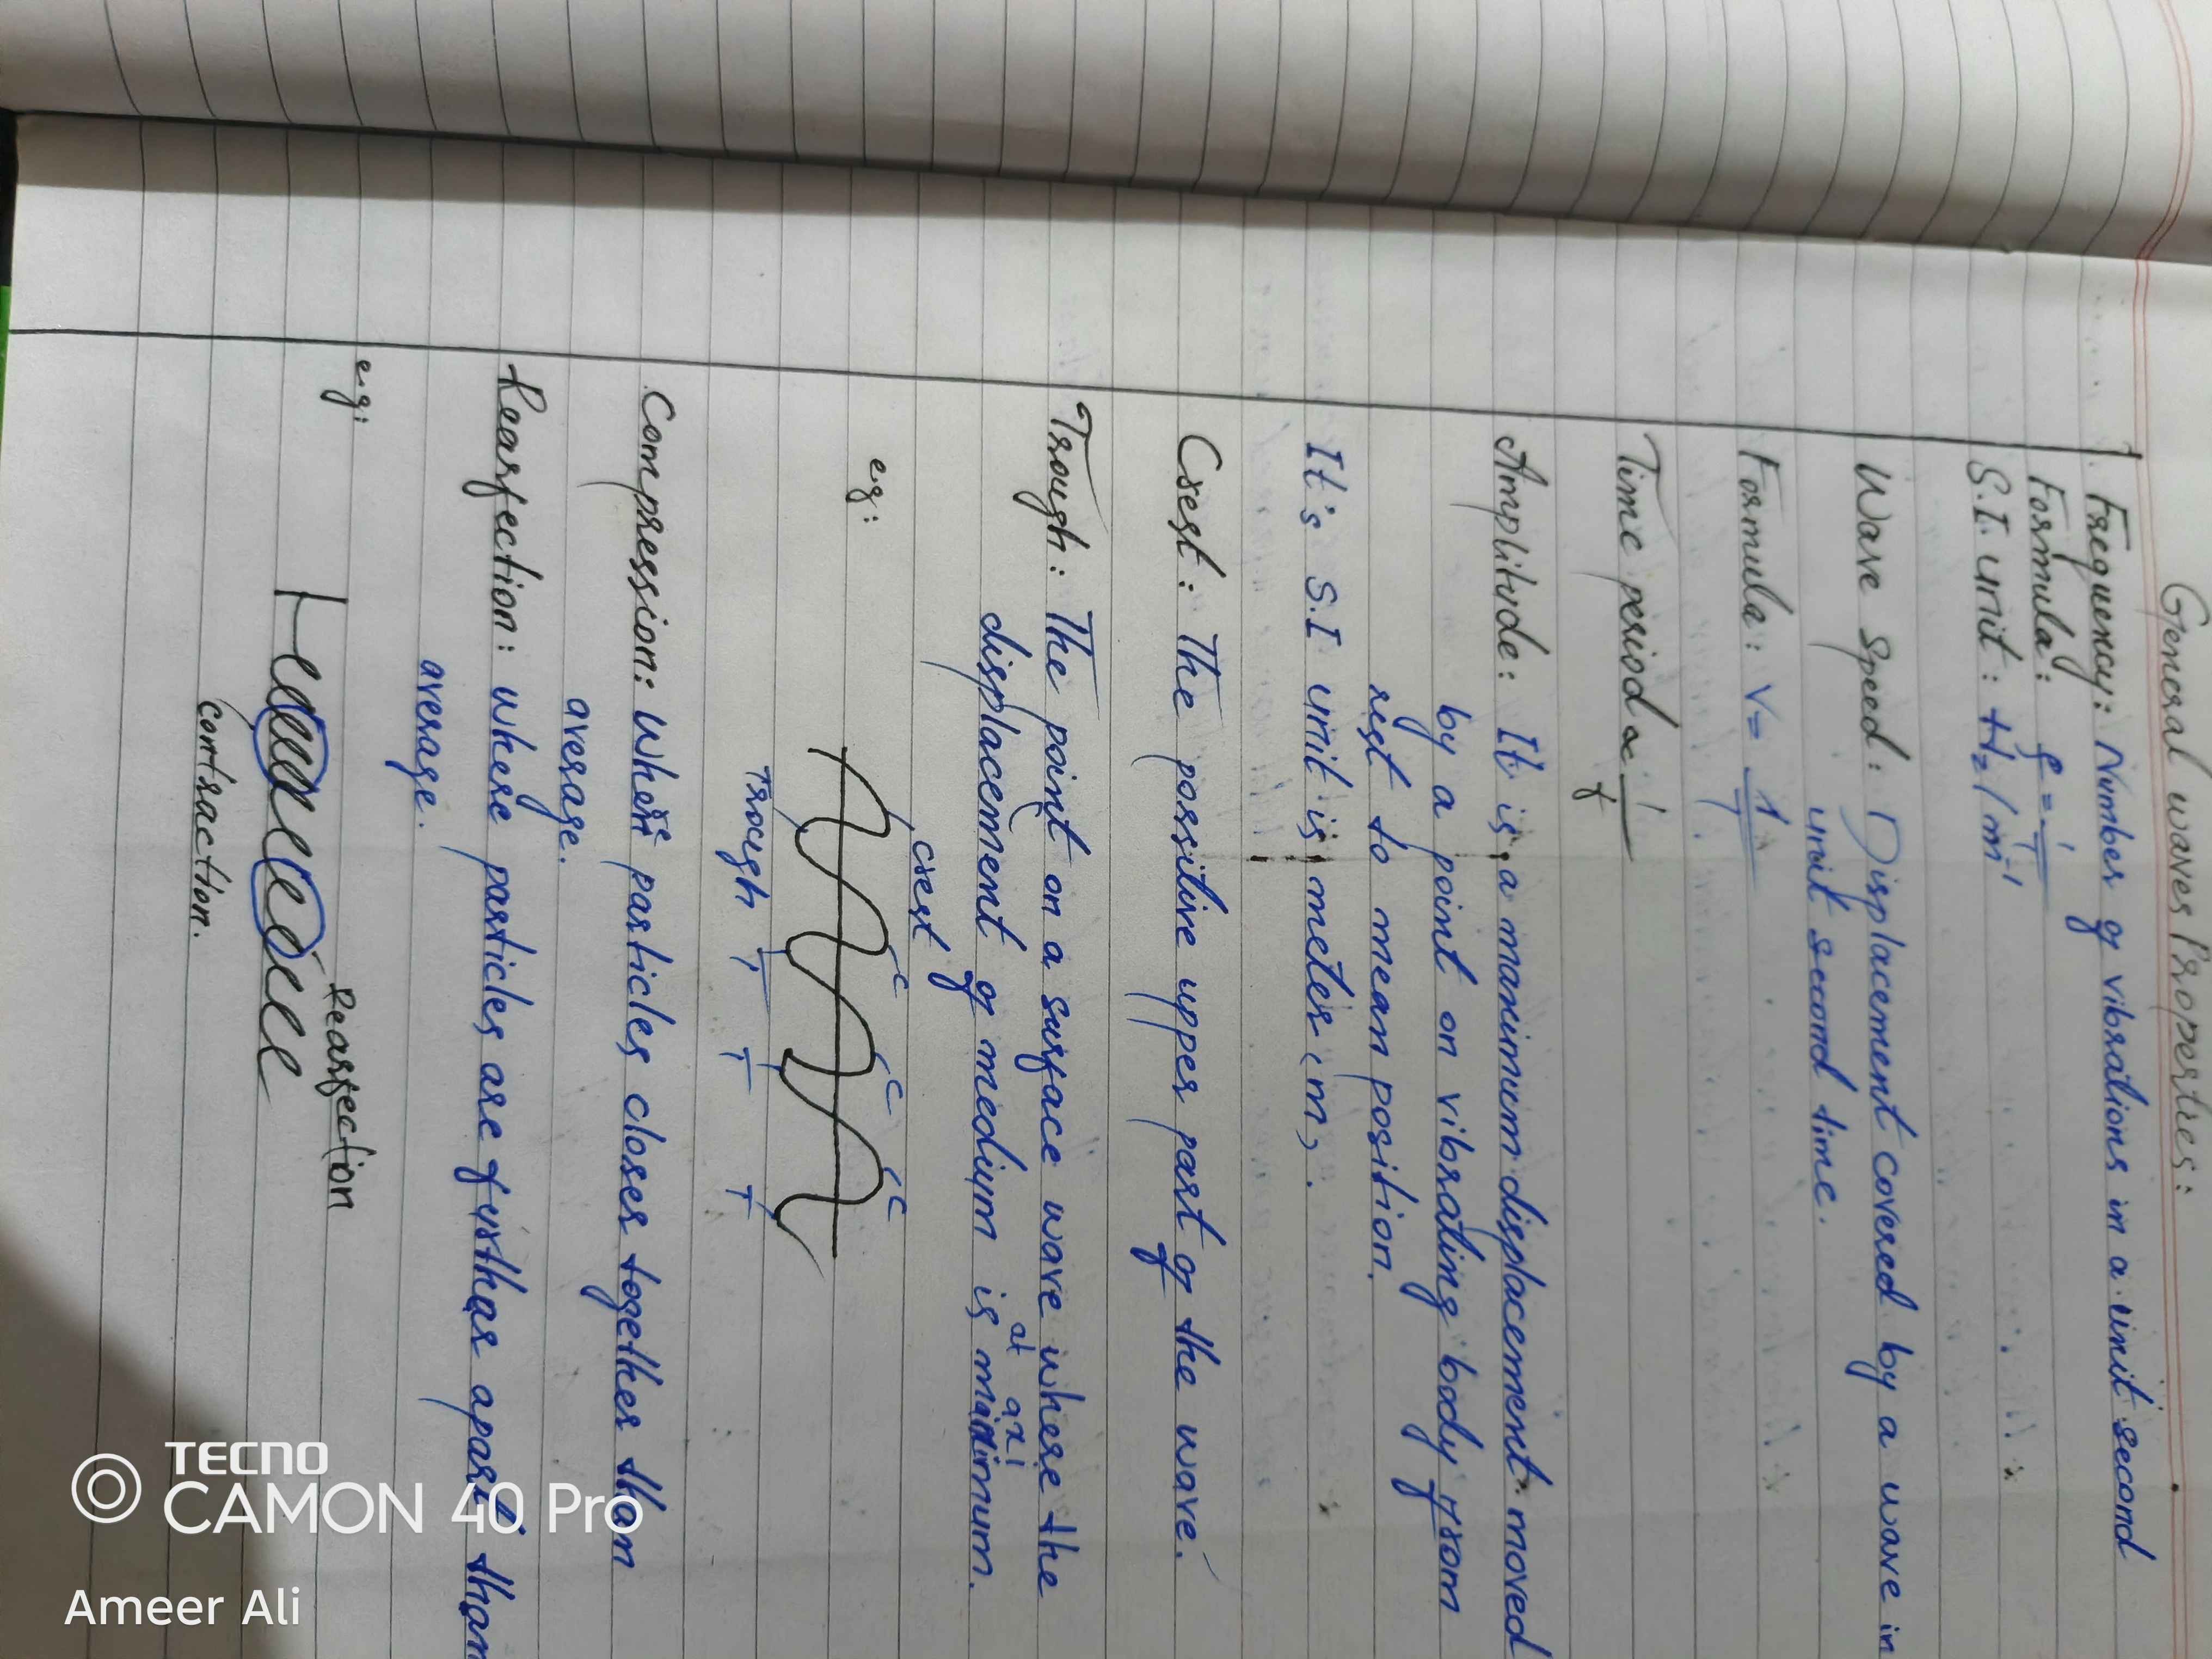 General waves Properties:
Frequency: Number of vibrations in a unit second
Formula: f = 1/T
S.I. unit: Hz / m⁻¹
Wave Speed: Displacement covered by a wave in
unit second time.
Formula: V = 1/T
Time period ∝ 1/f
Amplitude: It is a maximum displacement moved
by a point on vibrating body from
rest to mean position.
It's S.I unit is meter (m).
Crest: The possitive upper part of the wave.
Trough: The point on a surface wave where the
displacement of medium is at maximum.
crest C C C
eg:
Trough T T T
Compression: Where particles closer together than
average.
Rearfection: where particles are further apart than
average.
e.g:
Rearfection
contraction.
TECNO
CAMON 40 Pro
Ameer Ali